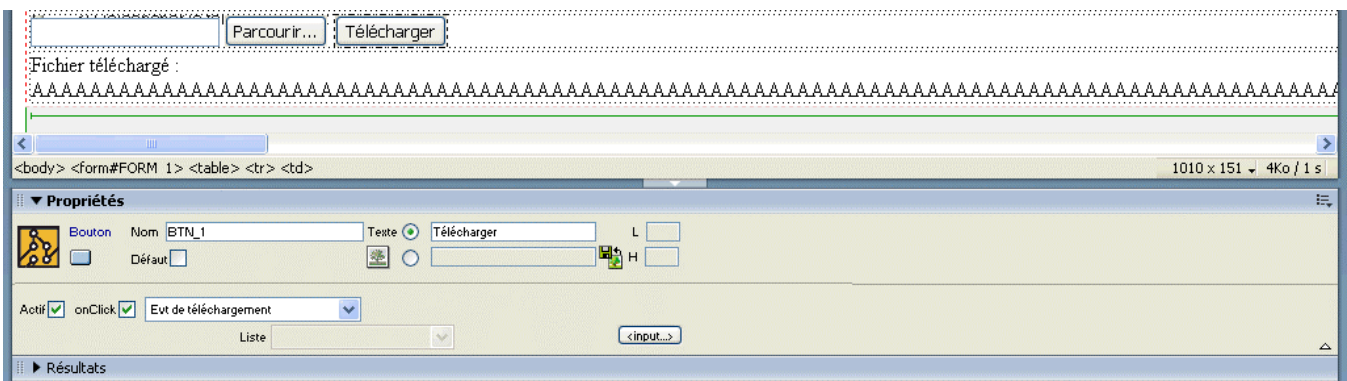 Parcourir... Télécharger
Fichier téléchargé :
ÀÀÀÀÀÀÀÀÀÀÀÀÀÀÀÀÀÀÀÀÀÀÀÀÀÀÀÀÀÀÀÀÀÀÀÀÀÀÀÀÀÀÀÀÀÀÀÀÀÀÀÀÀÀÀÀÀÀÀÀÀÀÀÀÀÀÀÀÀÀÀÀÀÀÀÀÀÀÀÀÀÀÀÀÀÀÀÀÀÀ
<body> <form#FORM_1> <table> <tr> <td> 1010 x 151 4Ko / 1 s
Propriétés
Bouton Nom BTN_1 Texte Télécharger L
Défaut H
Actif onClick Evt de téléchargement
Liste <input...>
Résultats